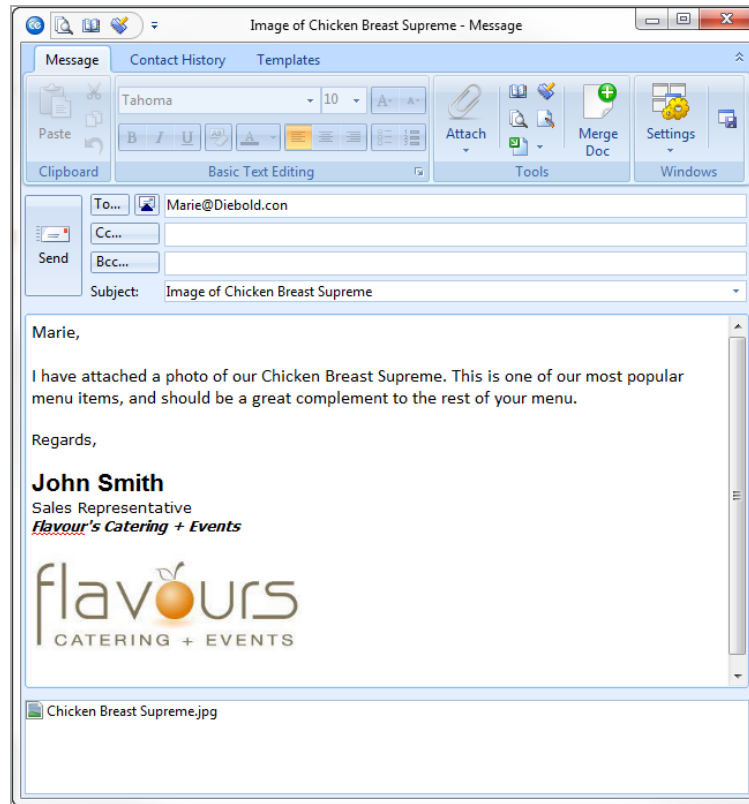 Image of Chicken Breast Supreme - Message
Message Contact History Templates
Tahoma 10 A A
Paste
B I U ab A
Attach
Merge
Doc
Settings
Clipboard Basic Text Editing Tools Windows
To... Marie@Diebold.con
Cc...
Send
Bcc...
Subject: Image of Chicken Breast Supreme
Marie,
I have attached a photo of our Chicken Breast Supreme. This is one of our most popular
menu items, and should be a great complement to the rest of your menu.
Regards,
John Smith
Sales Representative
Flavour's Catering + Events
flavours
CATERING + EVENTS
Chicken Breast Supreme.jpg